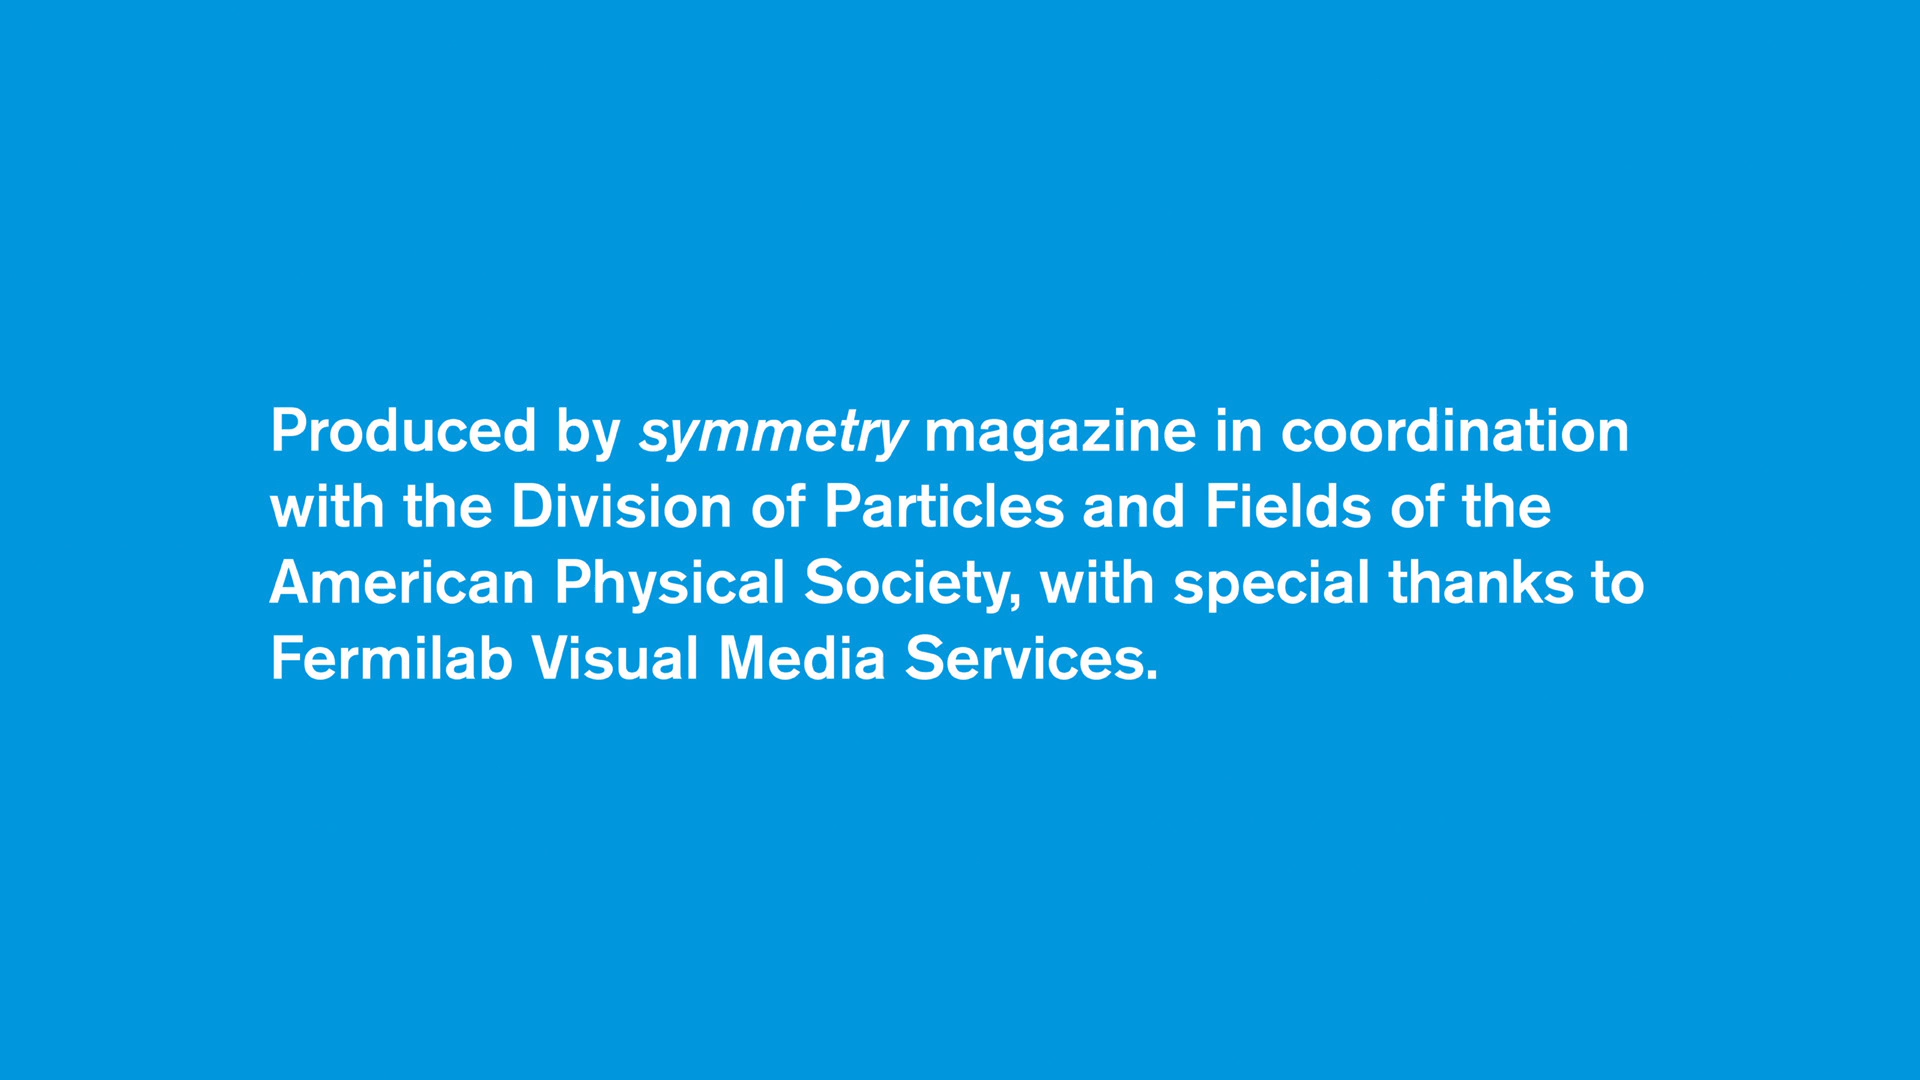 Produced by symmetry magazine in coordination
with the Division of Particles and Fields of the
American Physical Society, with special thanks to
Fermilab Visual Media Services.